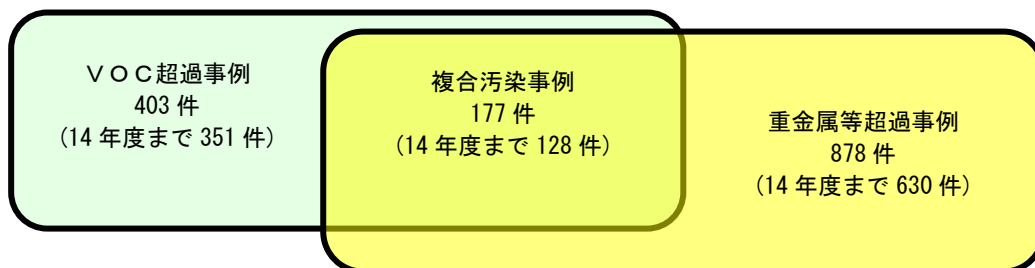 ＶＯＣ超過事例
403 件
(14 年度まで 351 件)
複合汚染事例
177 件
(14 年度まで 128 件)
重金属等超過事例
878 件
(14 年度まで 630 件)